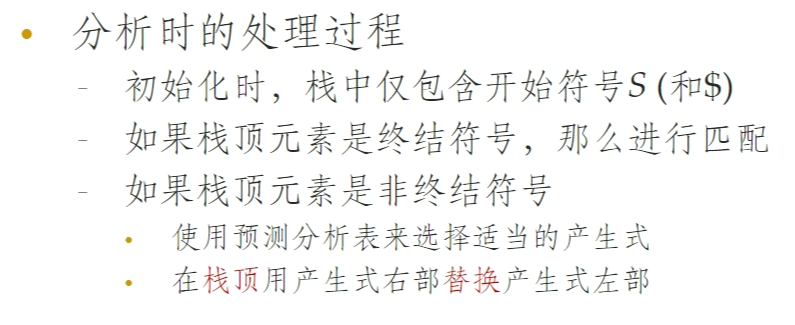 • 分析时的处理过程
– 初始化时，栈中仅包含开始符号S (和$)
– 如果栈顶元素是终结符号，那么进行匹配
– 如果栈顶元素是非终结符号
• 使用预测分析表来选择适当的产生式
• 在栈顶用产生式右部替换产生式左部